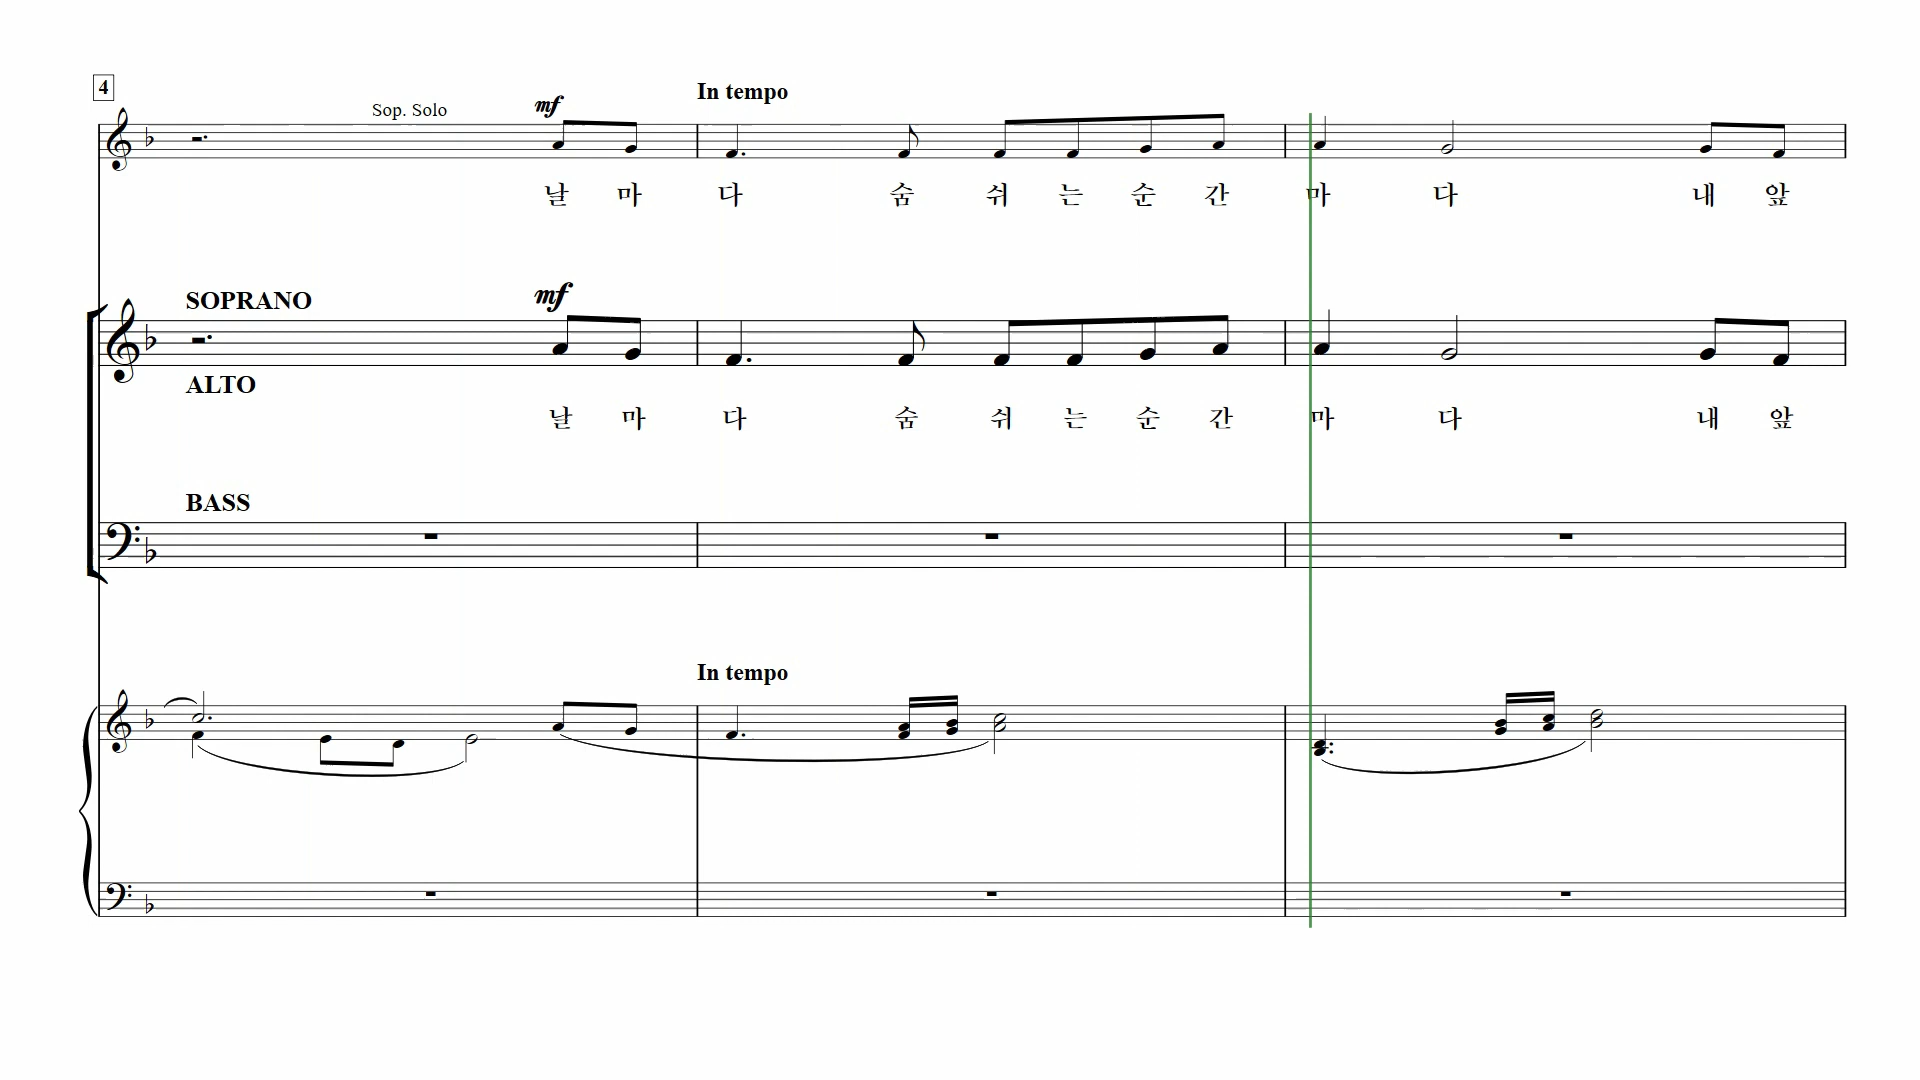 4
Sop. Solo
mf
In tempo
날 마 다 숨 쉬 는 순 간 마 다 내 앞
SOPRANO
mf
ALTO
날 마 다 숨 쉬 는 순 간 마 다 내 앞
BASS
In tempo